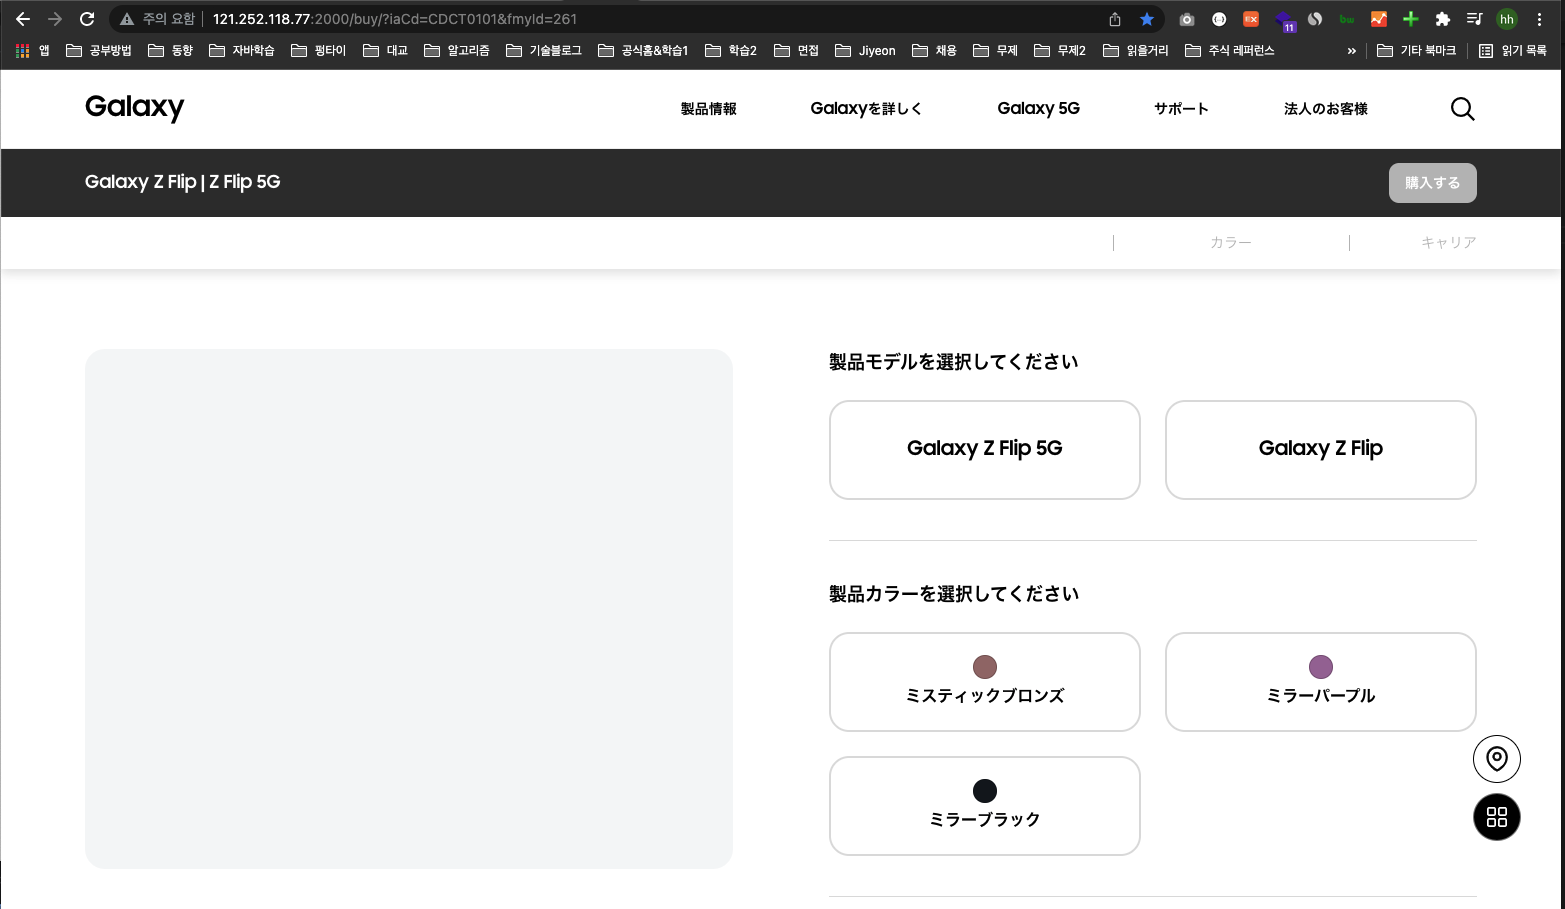 주의 요함 121.252.118.77:2000/buy/?iaCd=CDCT0101&fmyId=261
11 bw hh
앱 공부방법 동향 자바학습 펑타이 대교 알고리즘 기술블로그 공식홈&학습1 학습2 면접 Jiyeon 채용 무제 무제2 읽을거리 주식 레퍼런스 » 기타 북마크 읽기 목록
Galaxy 製品情報 Galaxyを詳しく Galaxy 5G サポート 法人のお客様
Galaxy Z Flip | Z Flip 5G 購入する
カラー キャリア
製品モデルを選択してください
Galaxy Z Flip 5G Galaxy Z Flip
製品カラーを選択してください
ミスティックブロンズ ミラーパープル
ミラーブラック